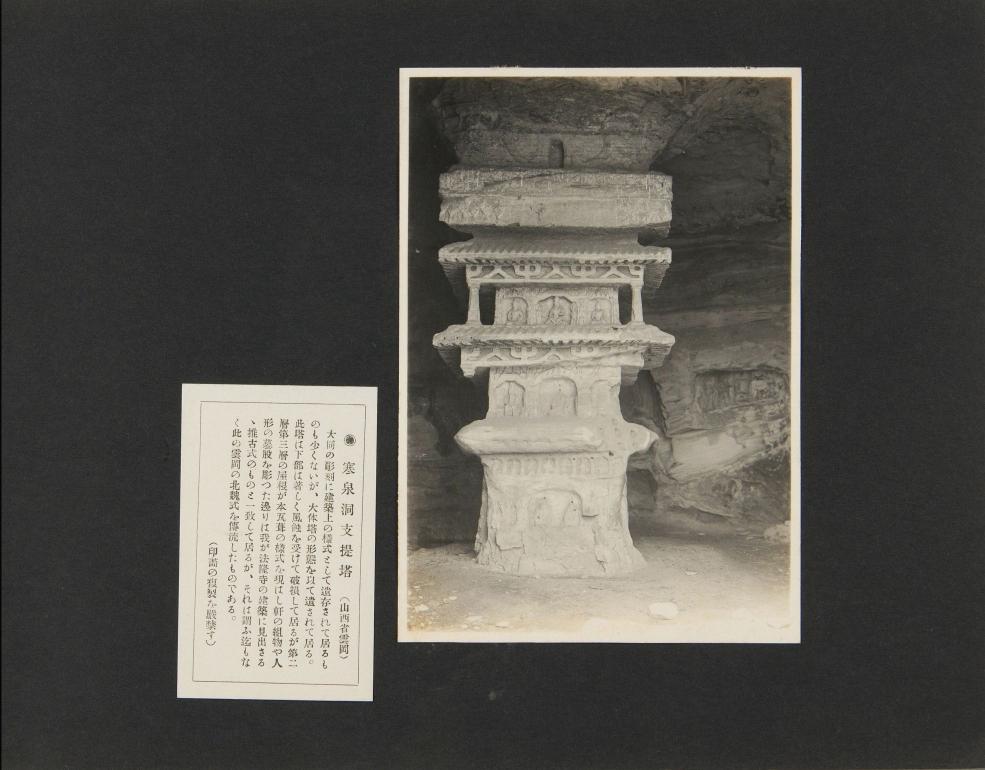 ◉ 寒泉洞支提塔 (山西省雲岡)
大同の彫刻に建築上の樣式として遺存されて居るも
のも少くないが、大休塔の形態を以て遺されて居る。
此塔は下部は著しく風蝕を受けて破損して居るが第二
層第三層の屋根が本瓦葺の樣式を現はし軒の組物や人
形の蟇股を彫つた邊りは我が法隆寺の建築に見出さる
、推古式のものと一致して居るが、それは謂ふ迄もな
く此の雲岡の北魏式を傳流したものである。
(印畵の複製を嚴禁す)